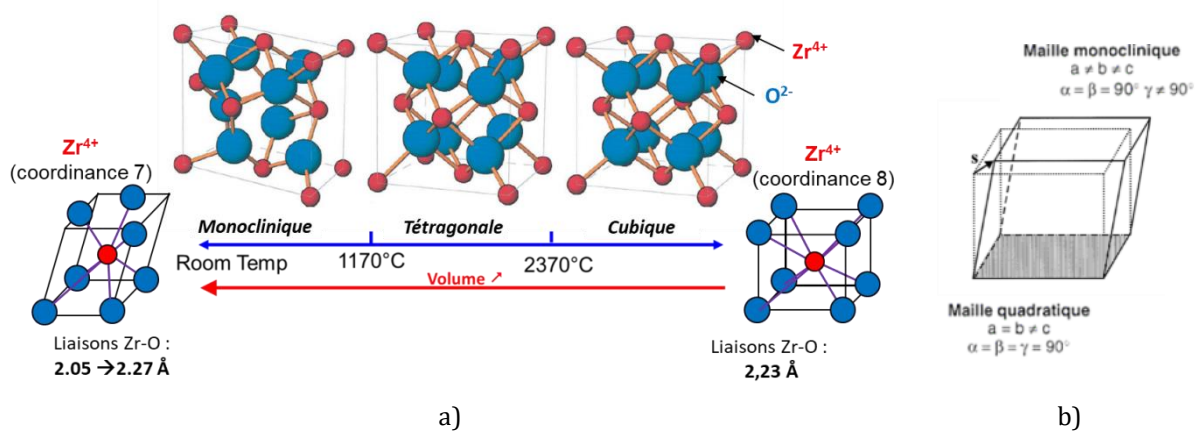 Zr⁴⁺
O²⁻
Zr⁴⁺
(coordinance 7)
Zr⁴⁺
(coordinance 8)
Monoclinique
Tétragonale
Cubique
Room Temp
1170°C
2370°C
Volume ↗
Liaisons Zr-O :
2.05 →2.27 Å
Liaisons Zr-O :
2,23 Å
a)
Maille monoclinique
a ≠ b ≠ c
α = β = 90° γ ≠ 90°
s
Maille quadratique
a = b ≠ c
α = β = γ = 90°
b)